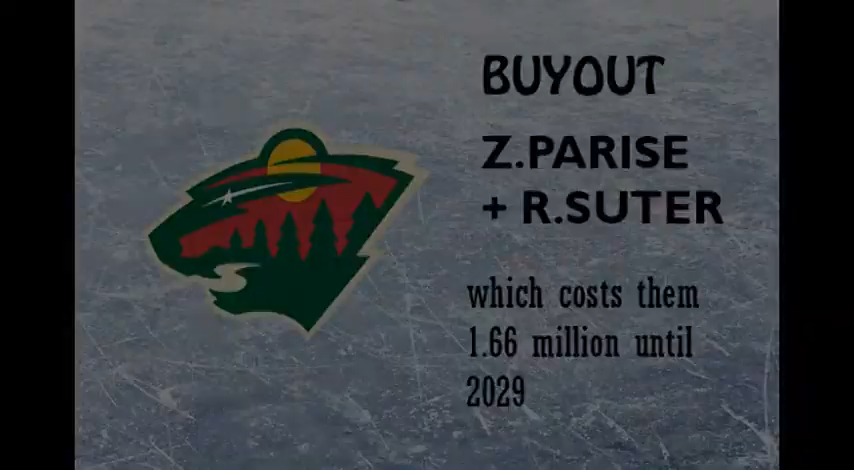 BUYOUT
Z.PARISE
+ R.SUTER
which costs them
1.66 million until
2029